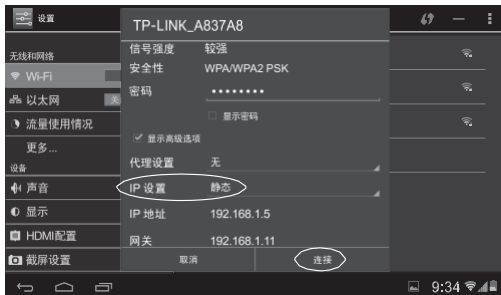 设置
无线和网络
Wi-Fi
以太网 关
流量使用情况
更多...
设备
声音
显示
HDMI配置
截屏设置
TP-LINK_A837A8
信号强度 较强
安全性 WPA/WPA2 PSK
密码 ••••••••
显示密码
显示高级选项
代理设置 无
IP 设置 静态
IP 地址 192.168.1.5
网关 192.168.1.11
取消 连接
9:34